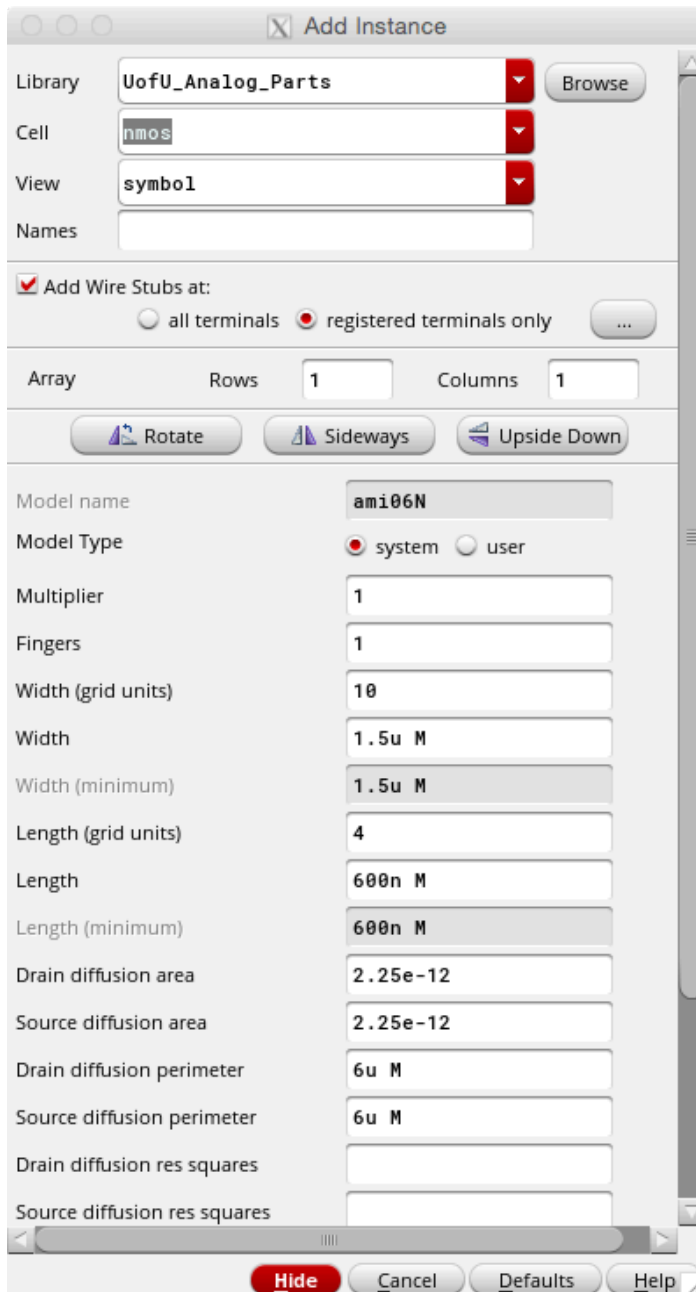 X Add Instance
Library UofU_Analog_Parts Browse
Cell nmos
View symbol
Names
Add Wire Stubs at:
all terminals registered terminals only ...
Array Rows 1 Columns 1
Rotate Sideways Upside Down
Model name ami06N
Model Type system user
Multiplier 1
Fingers 1
Width (grid units) 10
Width 1.5u M
Width (minimum) 1.5u M
Length (grid units) 4
Length 600n M
Length (minimum) 600n M
Drain diffusion area 2.25e-12
Source diffusion area 2.25e-12
Drain diffusion perimeter 6u M
Source diffusion perimeter 6u M
Drain diffusion res squares
Source diffusion res squares
Hide Cancel Defaults Help